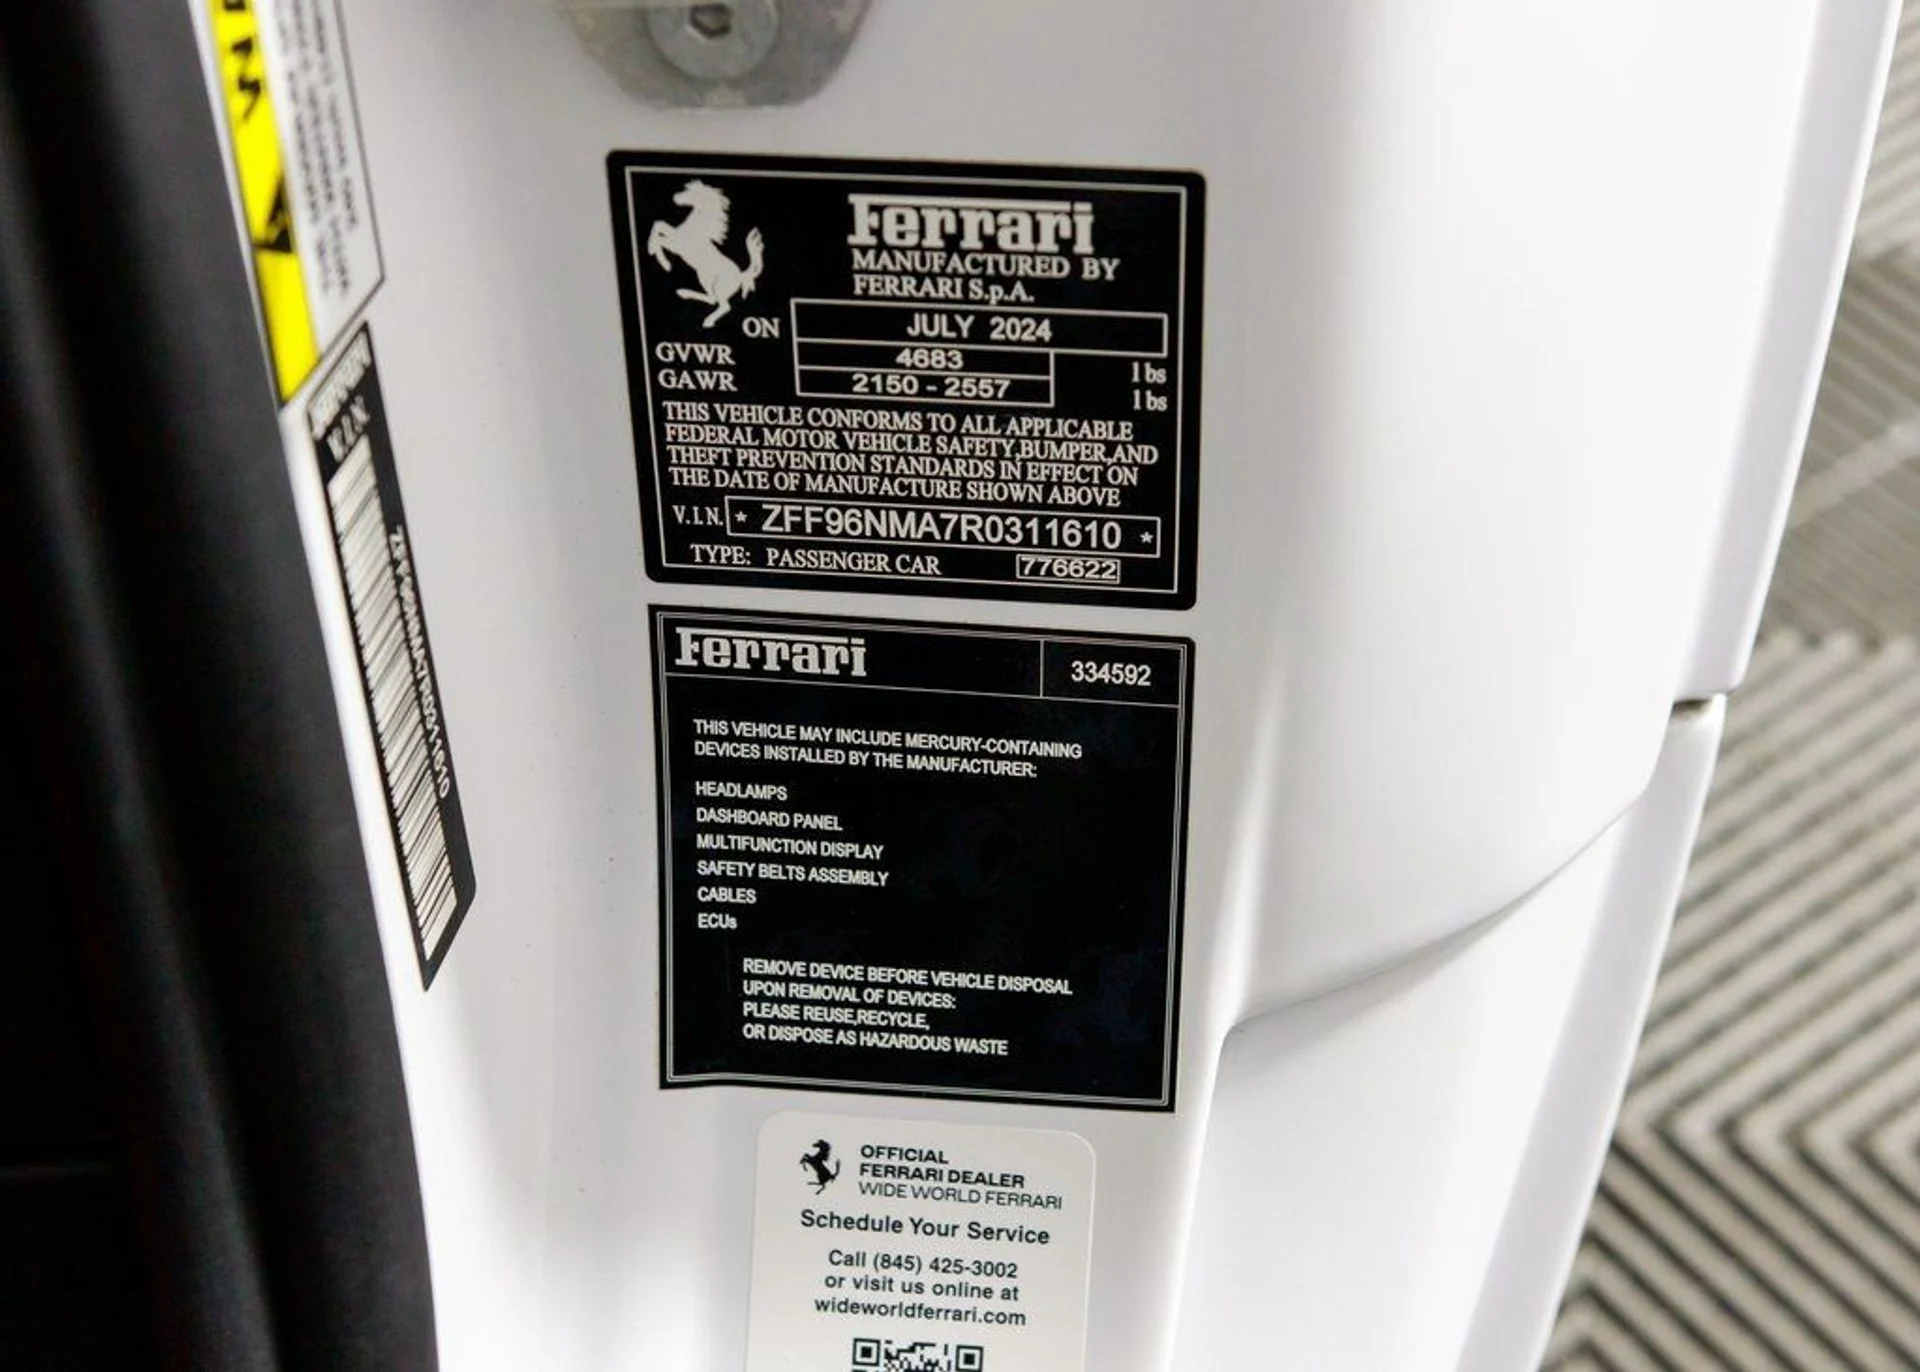 Ferrari
MANUFACTURED BY
FERRARI S.p.A.
ON JULY 2024
GVWR 4683 lbs
GAWR 2150 - 2557 lbs
THIS VEHICLE CONFORMS TO ALL APPLICABLE
FEDERAL MOTOR VEHICLE SAFETY,BUMPER,AND
THEFT PREVENTION STANDARDS IN EFFECT ON
THE DATE OF MANUFACTURE SHOWN ABOVE
V.I.N. * ZFF96NMA7R0311610 *
TYPE: PASSENGER CAR 776622
V.I.N.
ZFF96NMA7R0311610
Ferrari 334592
THIS VEHICLE MAY INCLUDE MERCURY-CONTAINING
DEVICES INSTALLED BY THE MANUFACTURER:
HEADLAMPS
DASHBOARD PANEL
MULTIFUNCTION DISPLAY
SAFETY BELTS ASSEMBLY
CABLES
ECUs
REMOVE DEVICE BEFORE VEHICLE DISPOSAL
UPON REMOVAL OF DEVICES:
PLEASE REUSE,RECYCLE,
OR DISPOSE AS HAZARDOUS WASTE
OFFICIAL
FERRARI DEALER
WIDE WORLD FERRARI
Schedule Your Service
Call (845) 425-3002
or visit us online at
wideworldferrari.com